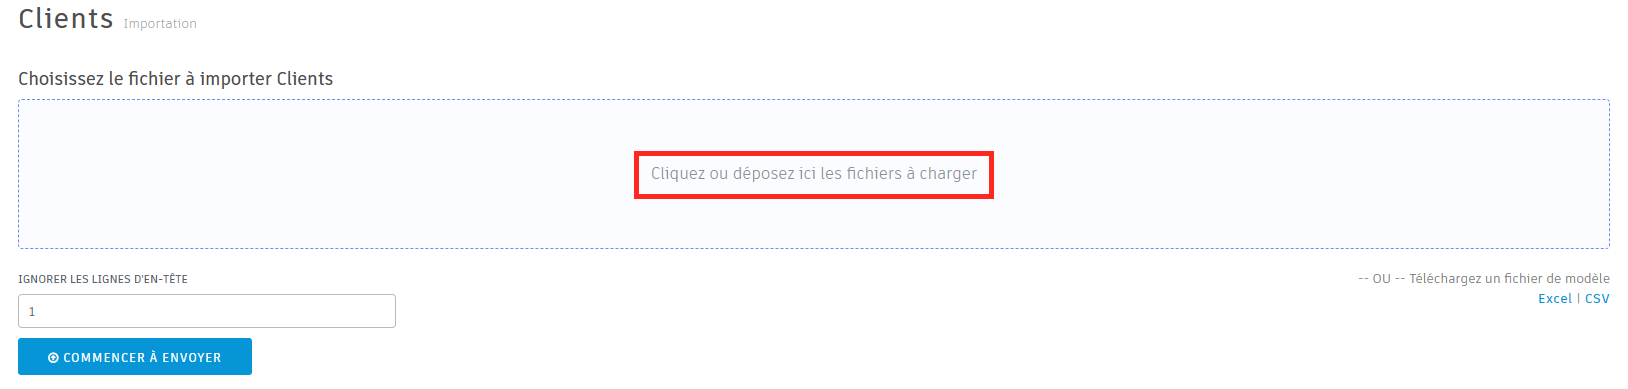 Clients Importation
Choisissez le fichier à importer Clients
Cliquez ou déposez ici les fichiers à charger
IGNORER LES LIGNES D'EN-TÊTE
1
COMMENCER À ENVOYER
-- OU -- Téléchargez un fichier de modèle
Excel | CSV